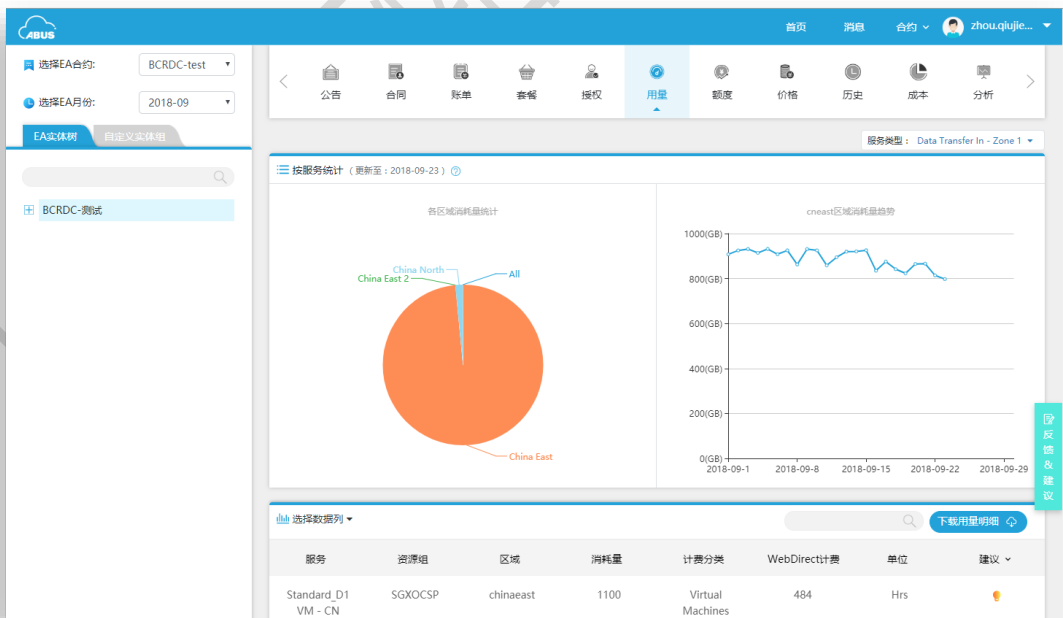 ABUS
首页 消息 合约 zhou.qiujie...
选择EA合约: BCRDC-test
选择EA月份: 2018-09
EA实体树 自定义实体组
BCRDC-测试
公告 合同 账单 套餐 授权 用量 额度 价格 历史 成本 分析
服务类型： Data Transfer In - Zone 1
按服务统计（更新至：2018-09-23）
各区域消耗量统计
China North
China East 2
All
China East
cneast区域消耗量趋势
1000(GB)
800(GB)
600(GB)
400(GB)
200(GB)
0(GB)
2018-09-1 2018-09-8 2018-09-15 2018-09-22 2018-09-29
反馈&建议
选择数据列
下载用量明细
服务 资源组 区域 消耗量 计费分类 WebDirect计费 单位 建议
Standard_D1 VM - CN SGXOCSP chinaeast 1100 Virtual Machines 484 Hrs